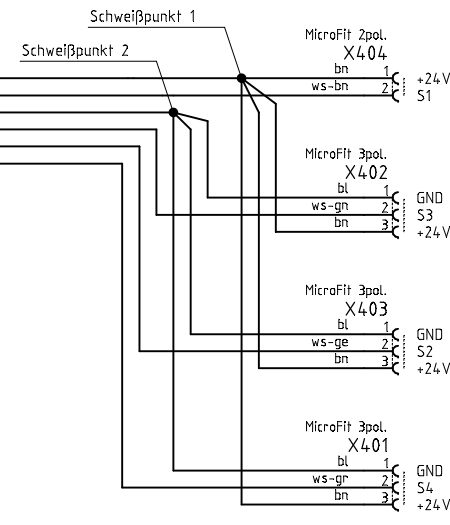 Schweißpunkt 1
Schweißpunkt 2
MicroFit 2pol.
X404
bn 1 +24V
ws-bn 2 S1
MicroFit 3pol.
X402
bl 1 GND
ws-gn 2 S3
bn 3 +24V
MicroFit 3pol.
X403
bl 1 GND
ws-ge 2 S2
bn 3 +24V
MicroFit 3pol.
X401
bl 1 GND
ws-gr 2 S4
bn 3 +24V